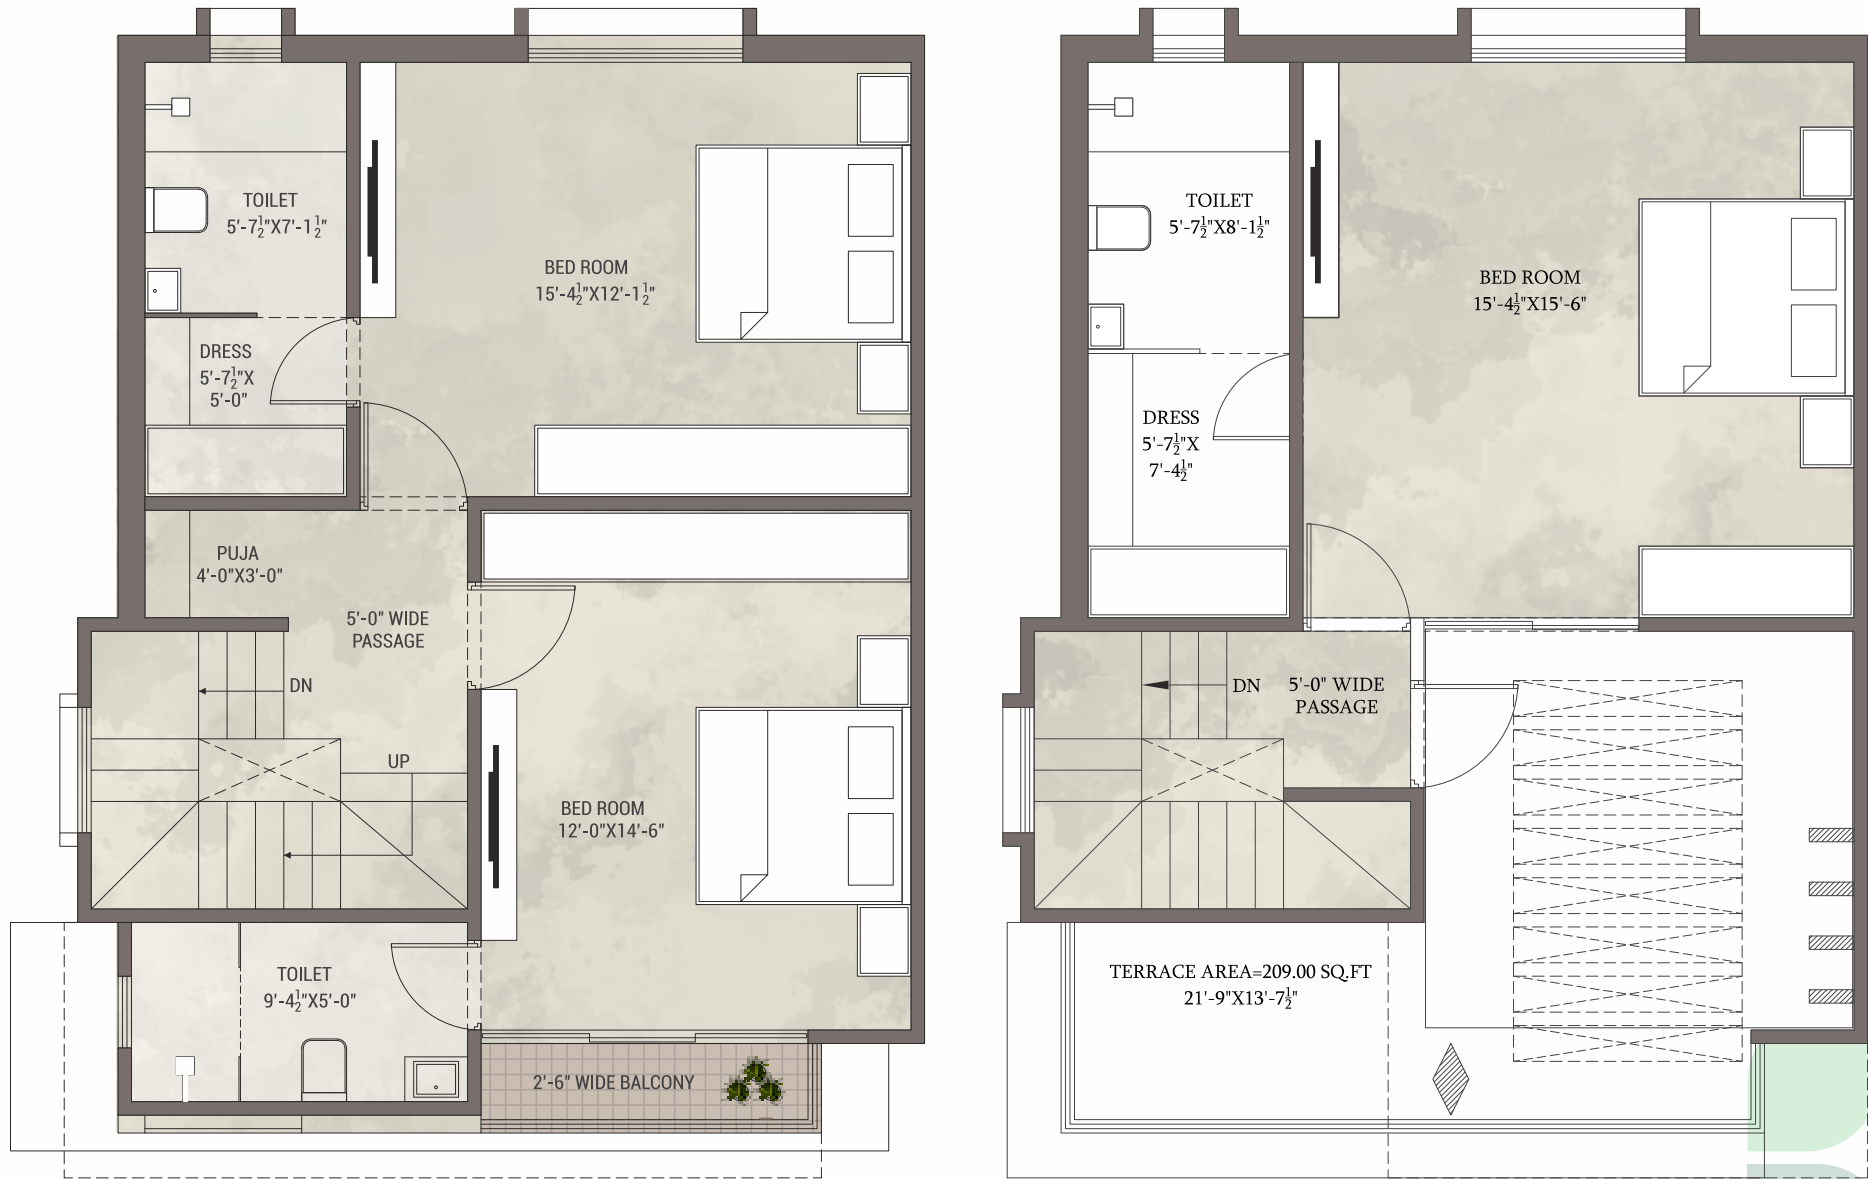 TOILET
5'-7½"X7'-1½"
BED ROOM
15'-4½"X12'-1½"
DRESS
5'-7½"X
5'-0"
PUJA
4'-0"X3'-0"
5'-0" WIDE
PASSAGE
DN
UP
BED ROOM
12'-0"X14'-6"
TOILET
9'-4½"X5'-0"
2'-6" WIDE BALCONY
TOILET
5'-7½"X8'-1½"
BED ROOM
15'-4½"X15'-6"
DRESS
5'-7½"X
7'-4½"
DN
5'-0" WIDE
PASSAGE
TERRACE AREA=209.00 SQ.FT
21'-9"X13'-7½"